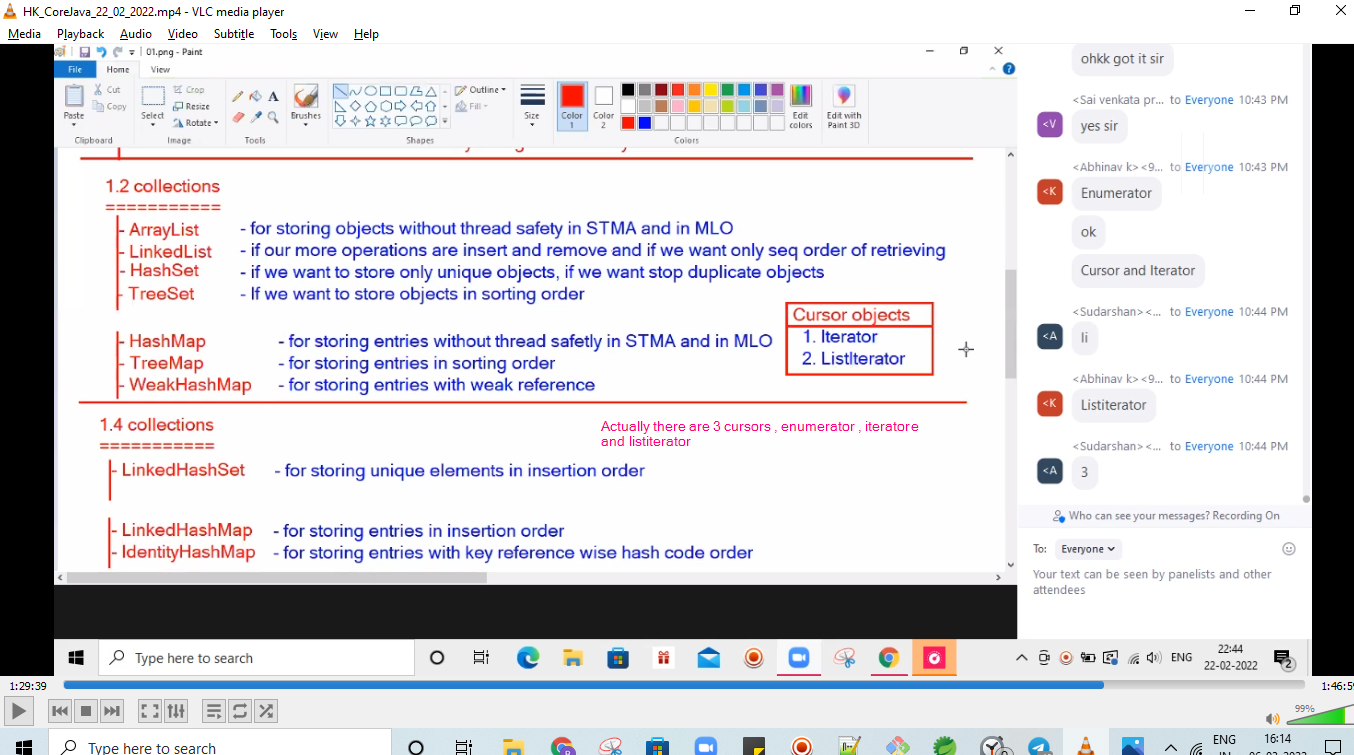 HK_CoreJava_22_02_2022.mp4 - VLC media player
Media Playback Audio Video Subtitle Tools View Help
01.png - Paint
File Home View
Paste
Cut
Copy
Clipboard
Select
Crop
Resize
Rotate
Image
A
Tools
Brushes
Outline
Fill
Shapes
Size
Color 1
Color 2
Edit colors
Edit with Paint 3D
Colors
1.2 collections
===========
- ArrayList - for storing objects without thread safety in STMA and in MLO
- LinkedList - if our more operations are insert and remove and if we want only seq order of retrieving
- HashSet - if we want to store only unique objects, if we want stop duplicate objects
- TreeSet - If we want to store objects in sorting order
- HashMap - for storing entries without thread safetly in STMA and in MLO
- TreeMap - for storing entries in sorting order
- WeakHashMap - for storing entries with weak reference
Cursor objects
1. Iterator
2. ListIterator
1.4 collections
===========
Actually there are 3 cursors , enumerator , iteratore
and listiterator
- LinkedHashSet - for storing unique elements in insertion order
- LinkedHashMap - for storing entries in insertion order
- IdentityHashMap - for storing entries with key reference wise hash code order
ohkk got it sir
<Sai venkata pr... to Everyone 10:43 PM
<V yes sir
<Abhinav k> <9... to Everyone 10:43 PM
<K Enumerator
ok
Cursor and Iterator
<Sudarshan> <... to Everyone 10:44 PM
<A li
<Abhinav k> <9... to Everyone 10:44 PM
<K Listiterator
<Sudarshan> <... to Everyone 10:44 PM
<A 3
Who can see your messages? Recording On
To: Everyone
Your text can be seen by panelists and other
attendees
Type here to search
ENG
22:44
22-02-2022
2
1:29:39
1:46:59
99%
Type here to search
ENG
16:14